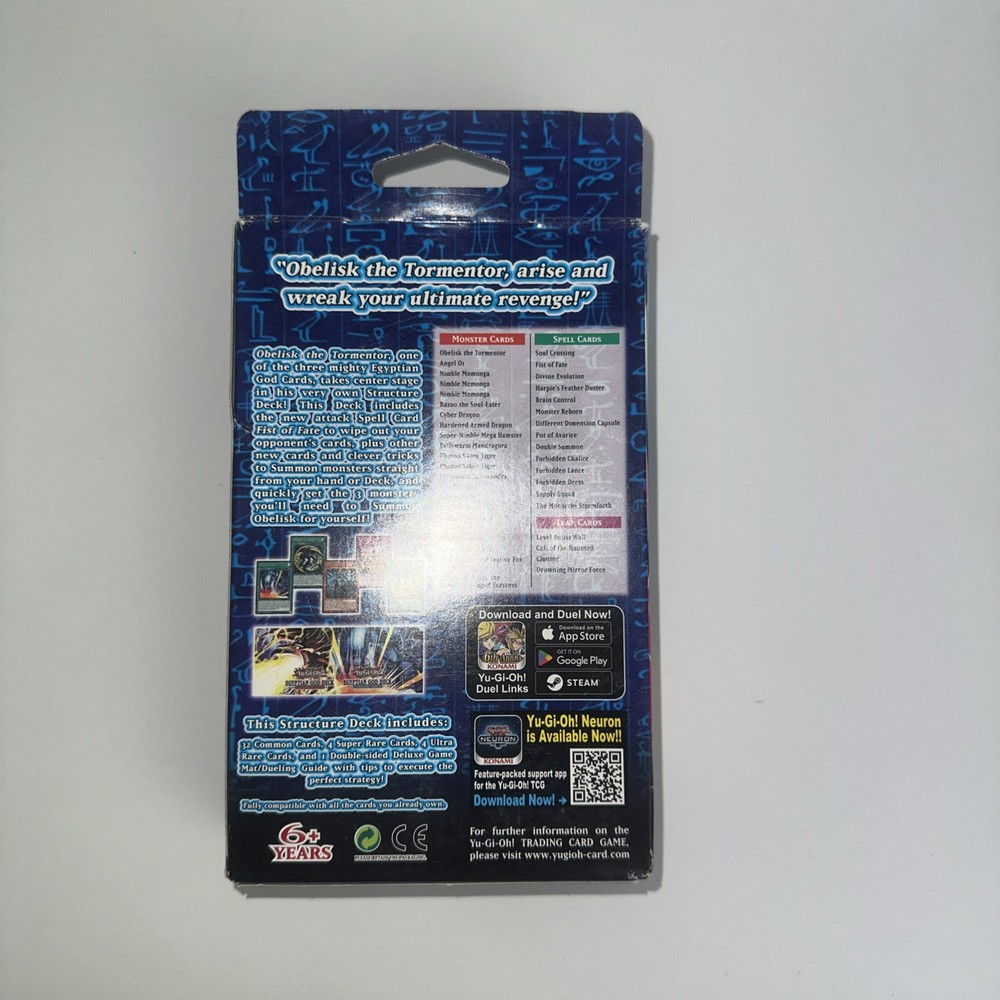 "Obelisk the Tormentor, arise and
wreak your ultimate revenge!"
Obelisk the Tormentor, one
of the three mighty Egyptian
God Cards, takes center stage
in his very own Structure
Deck! This Deck includes
the new attack Spell Card
Fist of Fate to wipe out your
opponent's cards, plus other
new cards and clever tricks
to Summon monsters straight
from your hand or Deck, and
quickly get the 3 monsters
you'll need to Summon
Obelisk for yourself!
MONSTER CARDS
Obelisk the Tormentor
Angel O1
Nimble Momonga
Nimble Momonga
Nimble Momonga
Bazoo the Soul-Eater
Cyber Dragon
Hardened Armed Dragon
Super-Nimble Mega Hamster
SPELL CARDS
Soul Crossing
Fist of Fate
Divine Evolution
Harpie's Feather Duster
Brain Control
Monster Reborn
Different Dimension Capsule
Pot of Avarice
Double Summon
Forbidden Chalice
Forbidden Lance
Forbidden Dress
Supply Squad
The Monarchs Stormforth
TRAP CARDS
Call of the Haunted
Drowning Mirror Force
Download and Duel Now!
KONAMI
Yu-Gi-Oh!
Duel Links
Download on the
App Store
GET IT ON
Google Play
STEAM
This Structure Deck includes:
32 Common Cards, 4 Super Rare Cards, 4 Ultra
Rare Cards, and 1 Double-sided Deluxe Game
Mat/Dueling Guide with tips to execute the
perfect strategy!
Fully compatible with all the cards you already own.
6+
YEARS
PLEASE RETAIN THE PACKAGING.
CE
NEURON
KONAMI
Yu-Gi-Oh! Neuron
is Available Now!!
Feature-packed support app
for the Yu-Gi-Oh! TCG
Download Now! →
For further information on the
Yu-Gi-Oh! TRADING CARD GAME,
please visit www.yugioh-card.com